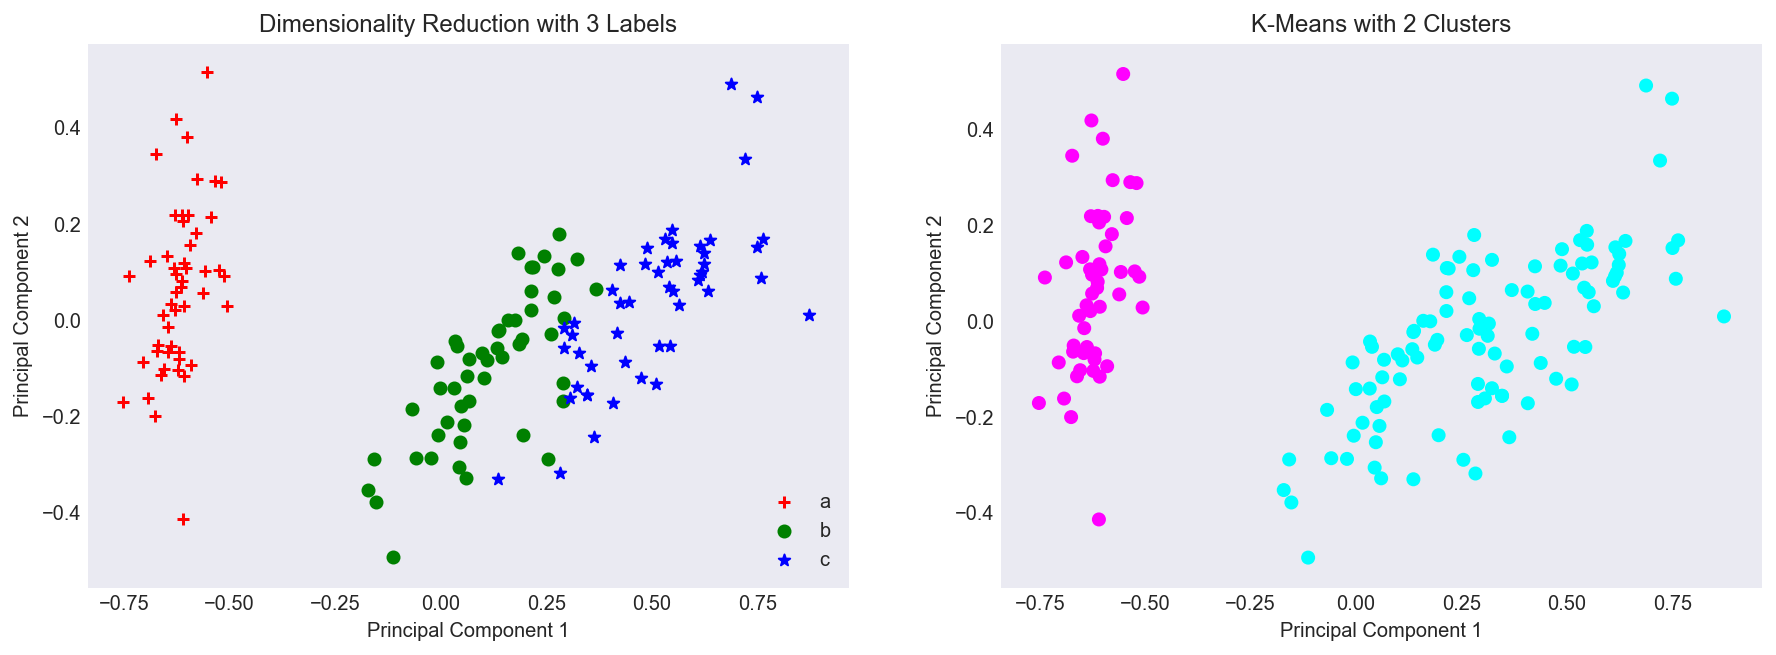 Dimensionality Reduction with 3 Labels
0.4
0.2
0.0
−0.2
−0.4
Principal Component 2
a
b
c
−0.75 −0.50 −0.25 0.00 0.25 0.50 0.75
Principal Component 1
K-Means with 2 Clusters
0.4
0.2
0.0
−0.2
−0.4
Principal Component 2
−0.75 −0.50 −0.25 0.00 0.25 0.50 0.75
Principal Component 1